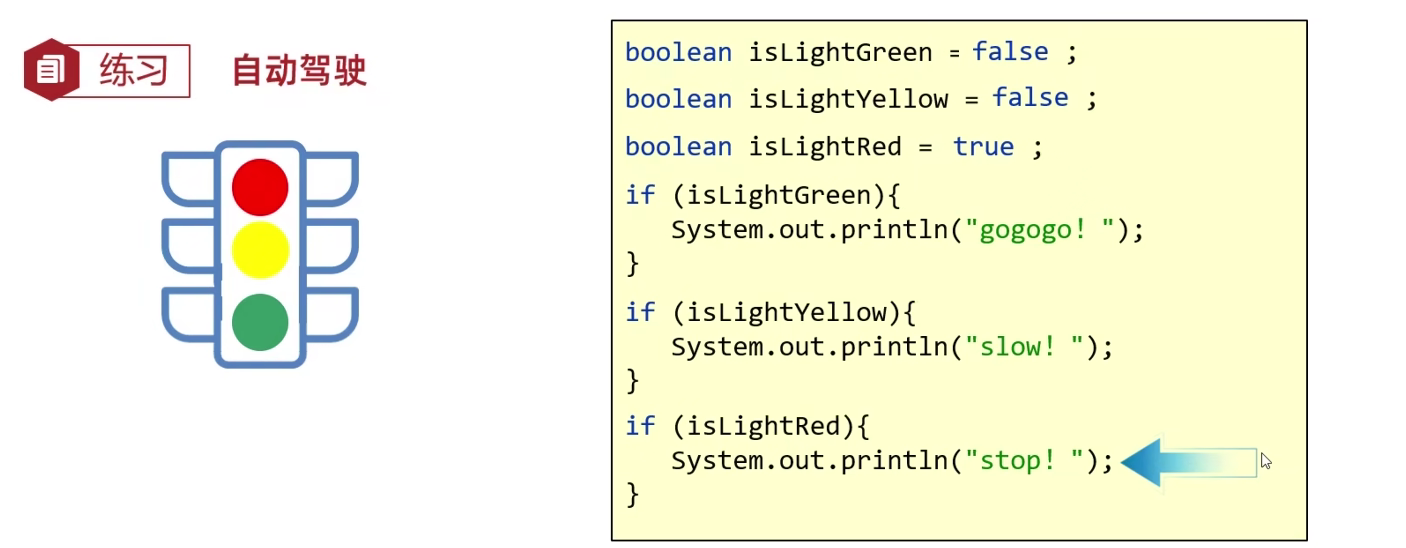 练习
自动驾驶
boolean isLightGreen = false ;
boolean isLightYellow = false ;
boolean isLightRed = true ;
if (isLightGreen){
System.out.println("gogogo! ");
}
if (isLightYellow){
System.out.println("slow! ");
}
if (isLightRed){
System.out.println("stop! ");
}